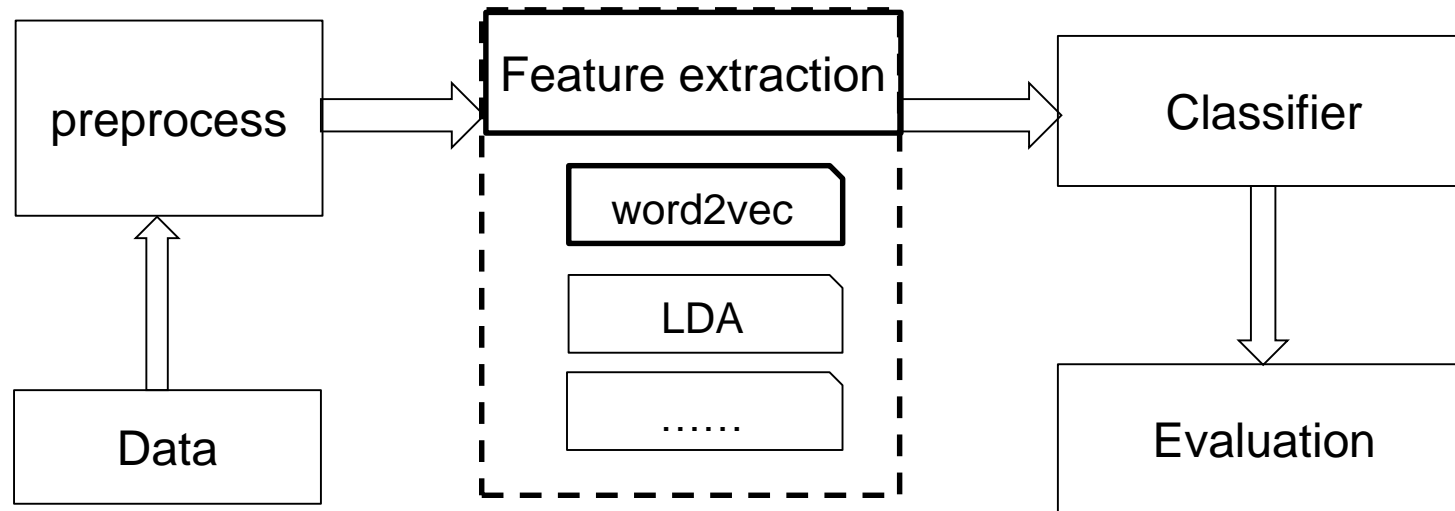 preprocess
Data
Feature extraction
word2vec
LDA
......
Classifier
Evaluation